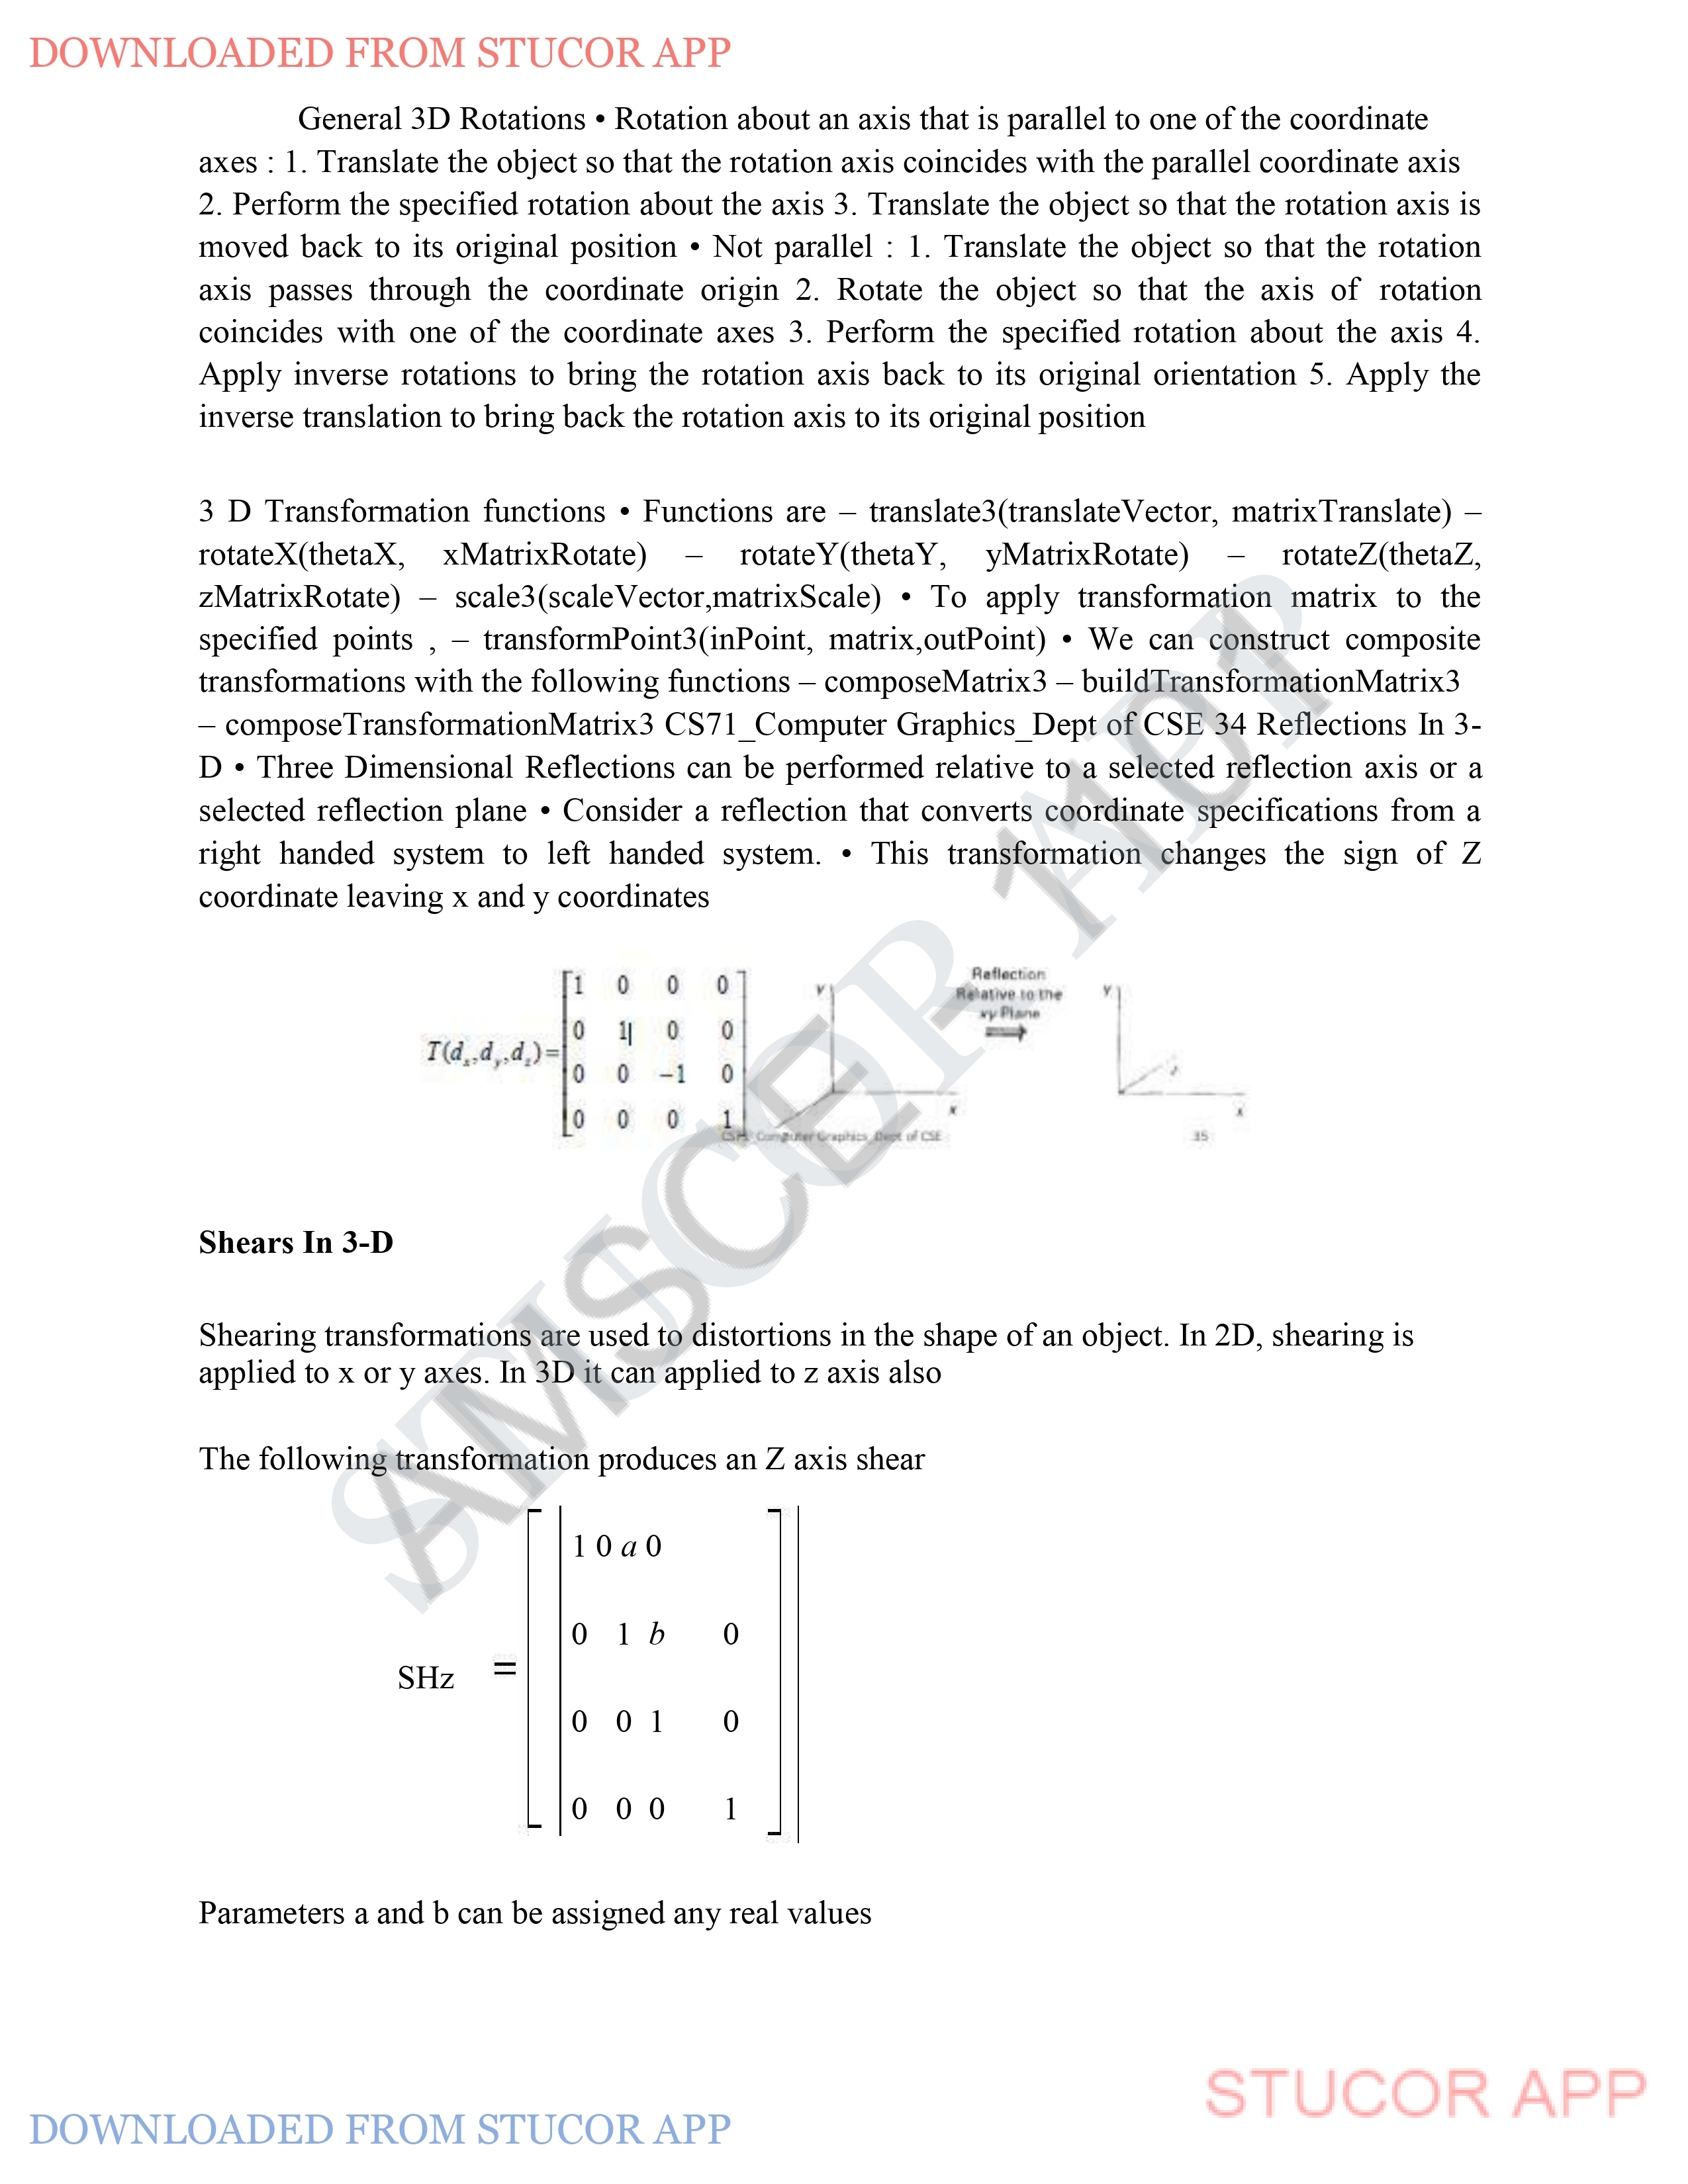 DOWNLOADED FROM STUCOR APP
General 3D Rotations • Rotation about an axis that is parallel to one of the coordinate
axes : 1. Translate the object so that the rotation axis coincides with the parallel coordinate axis
2. Perform the specified rotation about the axis 3. Translate the object so that the rotation axis is
moved back to its original position • Not parallel : 1. Translate the object so that the rotation
axis passes through the coordinate origin 2. Rotate the object so that the axis of rotation
coincides with one of the coordinate axes 3. Perform the specified rotation about the axis 4.
Apply inverse rotations to bring the rotation axis back to its original orientation 5. Apply the
inverse translation to bring back the rotation axis to its original position
3 D Transformation functions • Functions are – translate3(translateVector, matrixTranslate) –
rotateX(thetaX, xMatrixRotate) – rotateY(thetaY, yMatrixRotate) – rotateZ(thetaZ,
zMatrixRotate) – scale3(scaleVector,matrixScale) • To apply transformation matrix to the
specified points , – transformPoint3(inPoint, matrix,outPoint) • We can construct composite
transformations with the following functions – composeMatrix3 – buildTransformationMatrix3
– composeTransformationMatrix3 CS71_Computer Graphics_Dept of CSE 34 Reflections In 3-
D • Three Dimensional Reflections can be performed relative to a selected reflection axis or a
selected reflection plane • Consider a reflection that converts coordinate specifications from a
right handed system to left handed system. • This transformation changes the sign of Z
coordinate leaving x and y coordinates
1 0 0 0
0 1| 0 0
T(dx,dy,dz)=
0 0 −1 0
0 0 0 1
y
x
Reflection
Relative to the
xy Plane
y
z
x
Computer Graphics_Dept of CSE
35
Shears In 3-D
Shearing transformations are used to distortions in the shape of an object. In 2D, shearing is
applied to x or y axes. In 3D it can applied to z axis also
The following transformation produces an Z axis shear
1 0 a 0
0 1 b 0
SHz =
0 0 1 0
0 0 0 1
Parameters a and b can be assigned any real values
AMSCE 1101
STUCOR APP
STUCOR APP
DOWNLOADED FROM STUCOR APP